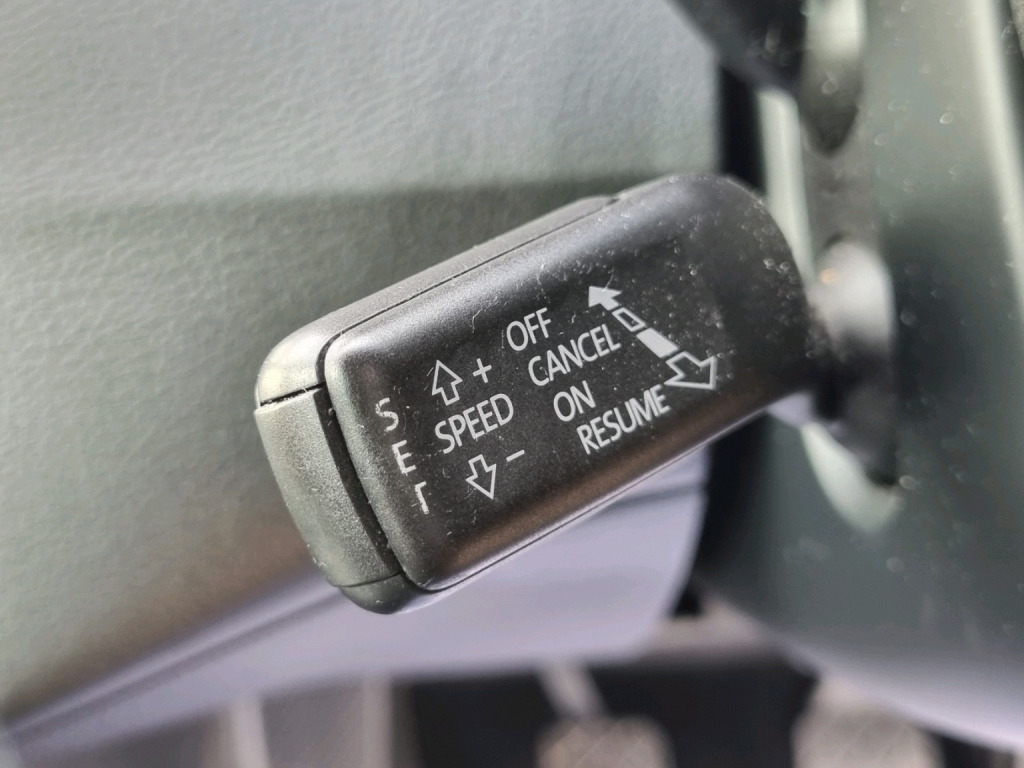 SET
+
SPEED
-
OFF
CANCEL
ON
RESUME